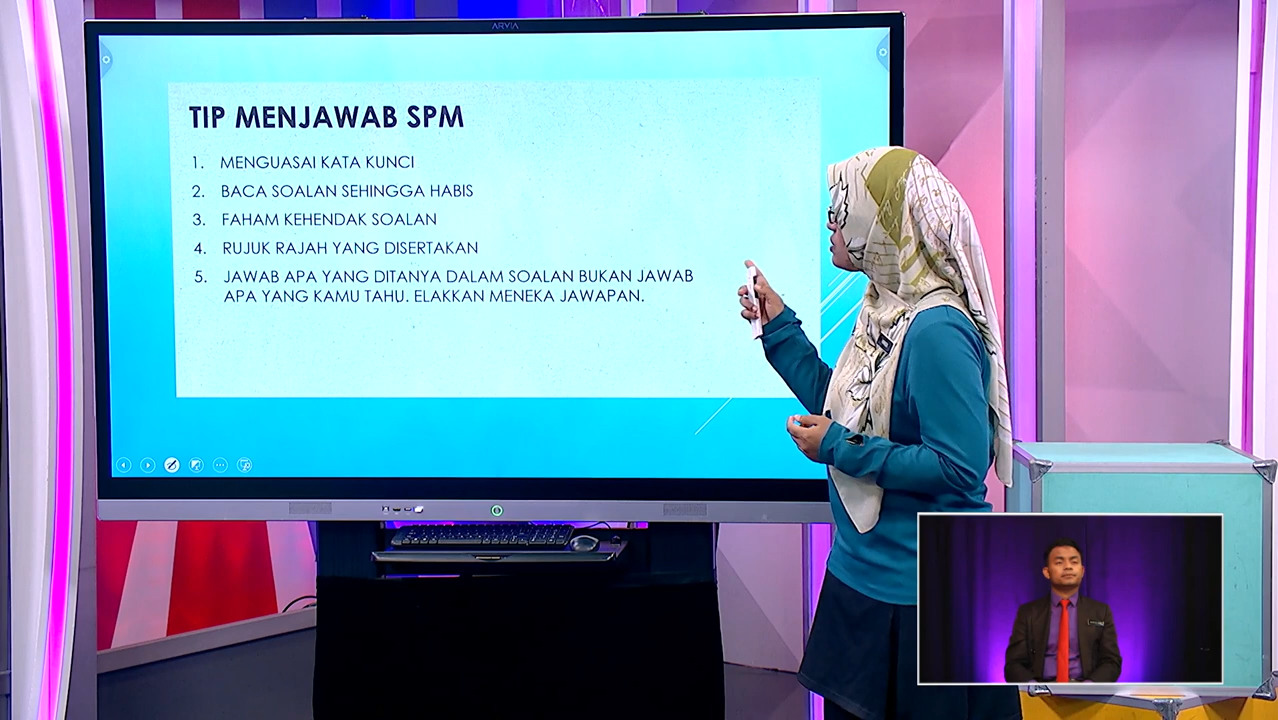 ARVIA
TIP MENJAWAB SPM
1. MENGUASAI KATA KUNCI
2. BACA SOALAN SEHINGGA HABIS
3. FAHAM KEHENDAK SOALAN
4. RUJUK RAJAH YANG DISERTAKAN
5. JAWAB APA YANG DITANYA DALAM SOALAN BUKAN JAWAB
APA YANG KAMU TAHU. ELAKKAN MENEKA JAWAPAN.